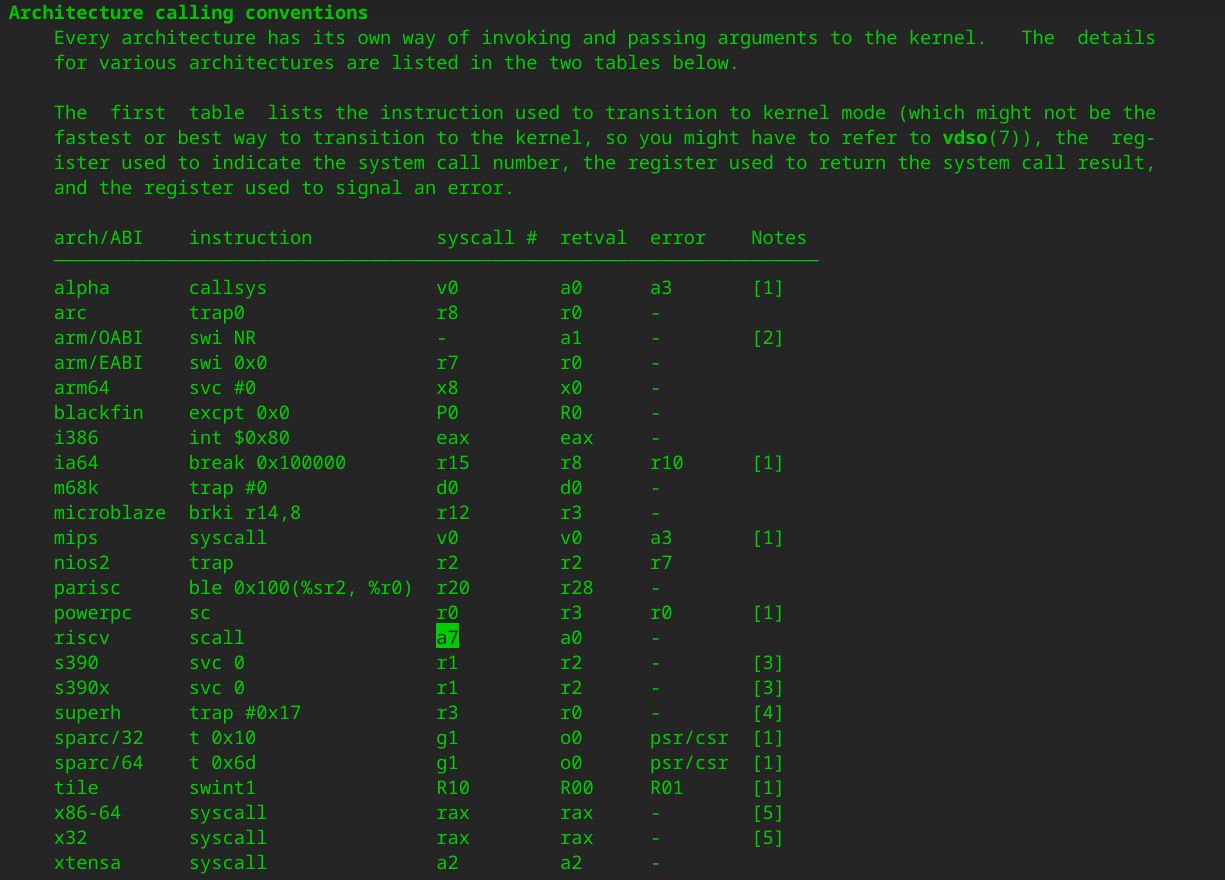 Architecture calling conventions
Every architecture has its own way of invoking and passing arguments to the kernel.   The  details
for various architectures are listed in the two tables below.

The  first  table  lists the instruction used to transition to kernel mode (which might not be the
fastest or best way to transition to the kernel, so you might have to refer to vdso(7)), the  reg-
ister used to indicate the system call number, the register used to return the system call result,
and the register used to signal an error.

arch/ABI    instruction           syscall #  retval  error    Notes
alpha       callsys               v0         a0      a3       [1]
arc         trap0                 r8         r0      -
arm/OABI    swi NR                -          a1      -        [2]
arm/EABI    swi 0x0               r7         r0      -
arm64       svc #0                x8         x0      -
blackfin    excpt 0x0             P0         R0      -
i386        int $0x80             eax        eax     -
ia64        break 0x100000        r15        r8      r10      [1]
m68k        trap #0               d0         d0      -
microblaze  brki r14,8            r12        r3      -
mips        syscall               v0         v0      a3       [1]
nios2       trap                  r2         r2      r7
parisc      ble 0x100(%sr2, %r0)  r20        r28     -
powerpc     sc                    r0         r3      r0       [1]
riscv       scall                 a7         a0      -
s390        svc 0                 r1         r2      -        [3]
s390x       svc 0                 r1         r2      -        [3]
superh      trap #0x17            r3         r0      -        [4]
sparc/32    t 0x10                g1         o0      psr/csr  [1]
sparc/64    t 0x6d                g1         o0      psr/csr  [1]
tile        swint1                R10        R00     R01      [1]
x86-64      syscall               rax        rax     -        [5]
x32         syscall               rax        rax     -        [5]
xtensa      syscall               a2         a2      -